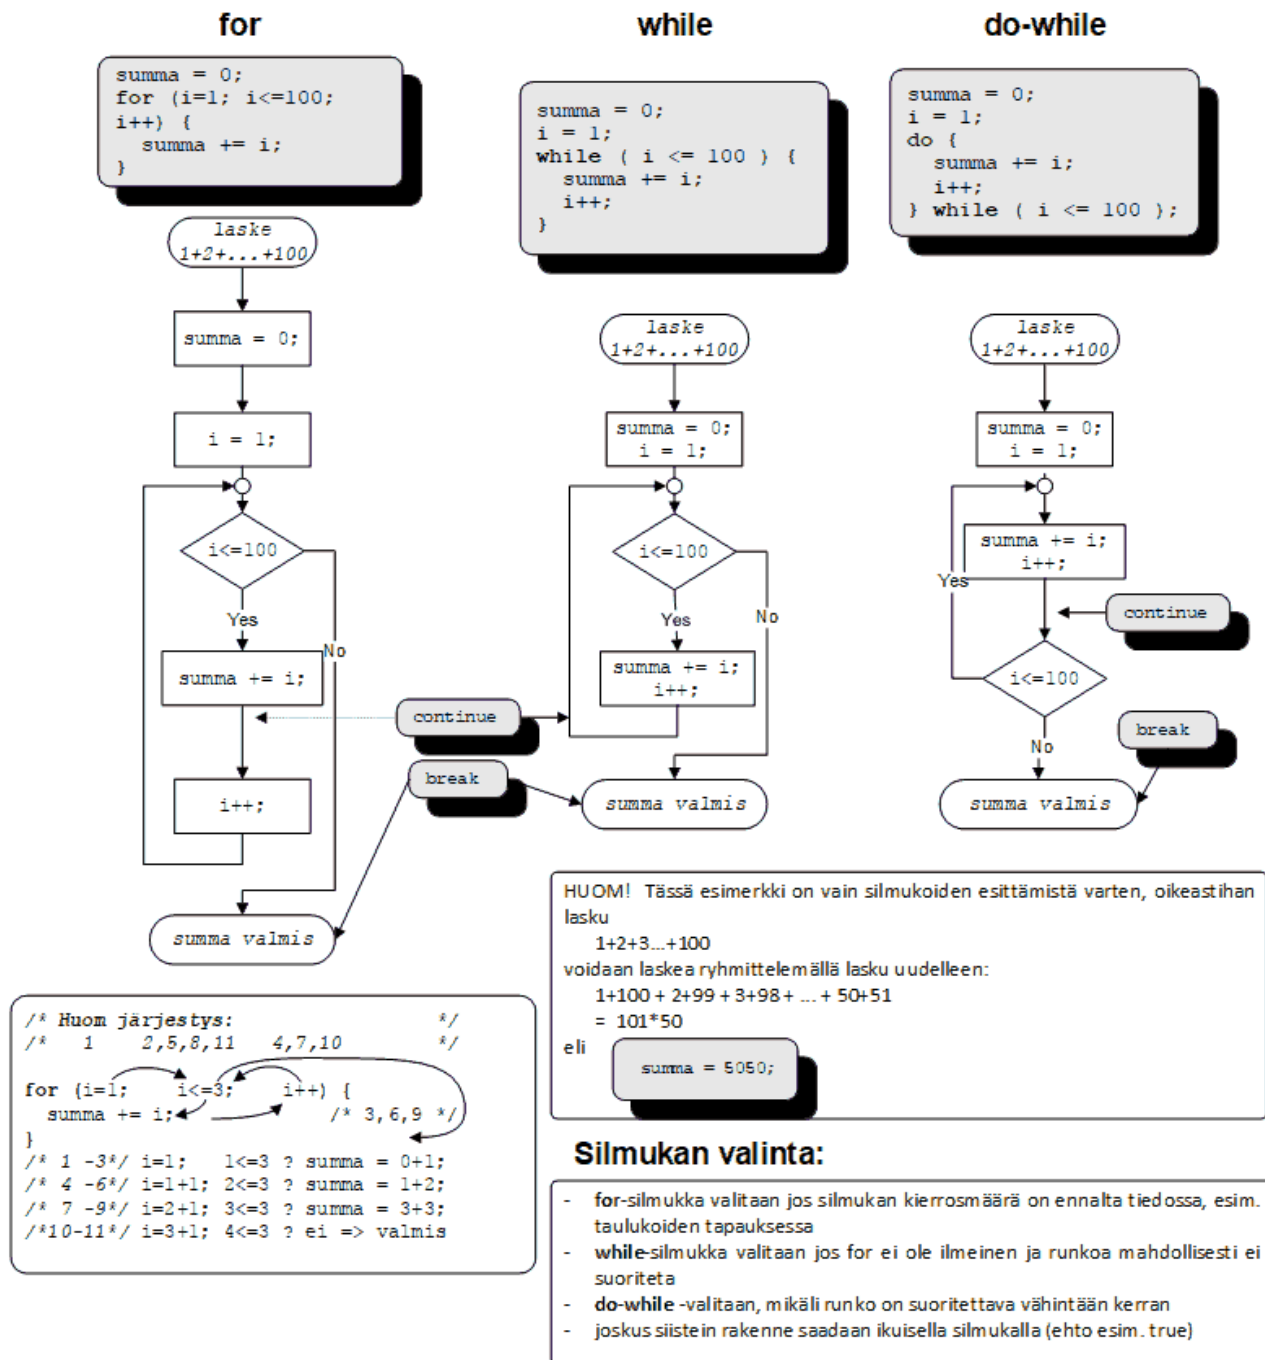 for
summa = 0;
for (i=1; i<=100;
i++) {
summa += i;
}
laske
1+2+...+100
summa = 0;
i = 1;
i<=100
Yes
No
summa += i;
i++;
summa valmis
while
summa = 0;
i = 1;
while ( i <= 100 ) {
summa += i;
i++;
}
laske
1+2+...+100
summa = 0;
i = 1;
i<=100
Yes
No
summa += i;
i++;
continue
break
summa valmis
do-while
summa = 0;
i = 1;
do {
summa += i;
i++;
} while ( i <= 100 );
laske
1+2+...+100
summa = 0;
i = 1;
summa += i;
i++;
Yes
continue
i<=100
No
break
summa valmis
/* Huom järjestys: */
/* 1 2,5,8,11 4,7,10 */
for (i=1; i<=3; i++) {
summa += i; /* 3,6,9 */
}
/* 1 -3*/ i=1; 1<=3 ? summa = 0+1;
/* 4 -6*/ i=1+1; 2<=3 ? summa = 1+2;
/* 7 -9*/ i=2+1; 3<=3 ? summa = 3+3;
/*10-11*/ i=3+1; 4<=3 ? ei => valmis
HUOM! Tässä esimerkki on vain silmukoiden esittämistä varten, oikeastihan
lasku
1+2+3...+100
voidaan laskea ryhmittelemällä lasku uudelleen:
1+100 + 2+99 + 3+98 + ... + 50+51
= 101*50
eli
summa = 5050;
Silmukan valinta:
- for-silmukka valitaan jos silmukan kierrosmäärä on ennalta tiedossa, esim.
taulukoiden tapauksessa
- while-silmukka valitaan jos for ei ole ilmeinen ja runkoa mahdollisesti ei
suoriteta
- do-while -valitaan, mikäli runko on suoritettava vähintään kerran
- joskus siistein rakenne saadaan ikuisella silmukalla (ehto esim. true)